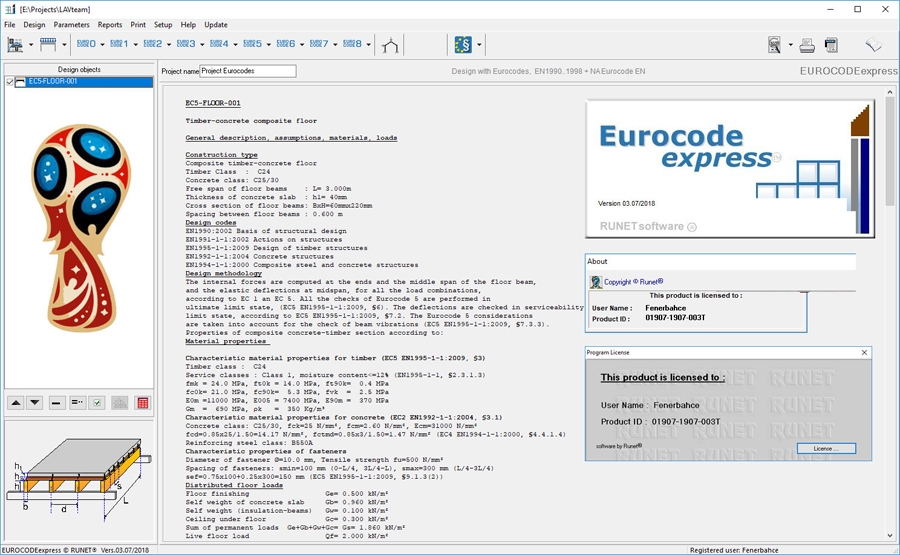 [E:\Projects\LAVteam]
File Design Parameters Reports Print Setup Help Update
0 1 2 3 4 5 6 7 8
Design objects
EC5-FLOOR-001
Project name Project Eurocodes
Design with Eurocodes, EN1990..1998 + NA Eurocode EN
EUROCODEexpress
EC5-FLOOR-001
Timber-concrete composite floor
General description, assumptions, materials, loads
Construction type
Composite timber-concrete floor
Timber Class : C24
Concrete class: C25/30
Free span of floor beams : L= 3.000m
Thickness of concrete slab : h1= 40mm
Cross section of floor beams: BxH=60mmx220mm
Spacing between floor beams : 0.600 m
Design codes
EN1990:2002 Basis of structural design
EN1991-1-1:2002 Actions on structures
EN1995-1-1:2009 Design of timber structures
EN1992-1-1:2004 Concrete structures
EN1994-1-1:2000 Composite steel and concrete structures
Design methodology
The internal forces are computed at the ends and the middle span of the floor beam,
and the elastic deflections at midspan, for all the load combinations,
according to EC 1 an EC 5. All the checks of Eurocode 5 are performed in
ultimate limit state, (EC5 EN1995-1-1:2009, §6). The deflections are checked in serviceability
limit state, according to EC5 EN1995-1-1:2009, §7.2. The Eurocode 5 considerations
are taken into account for the check of beam vibrations (EC5 EN1995-1-1:2009, §7.3.3).
Properties of composite concrete-timber section according to:
Material properties
Characteristic material properties for timber (EC5 EN1995-1-1:2009, §3)
Timber class : C24
Service classes : Class 1, moisture content<=12% (EN1995-1-1, §2.3.1.3)
fmk = 24.0 MPa, ft0k = 14.0 MPa, ft90k= 0.4 MPa
fc0k= 21.0 MPa, fc90k= 5.3 MPa, fvk = 2.5 MPa
E0m =11000 MPa, E005 = 7400 MPa, E90m = 370 MPa
Gm = 690 MPa, ρk = 350 Kg/m³
Characteristic material properties for concrete (EC2 EN1992-1-1:2004, §3.1)
Concrete class: C25/30, fck=25 N/mm², fcm=2.60 N/mm², Ecm=31000 N/mm²
fcd=0.85x25/1.50=14.17 N/mm², fctmd=0.85x3/1.50=1.47 N/mm² (EC4 EN1994-1-1:2000, §4.4.1.4)
Reinforcing steel class: B550A
Characteristic properties of fasteners
Diameter of fastener Ø=10.0 mm, Tensile strength fu=500 N/mm²
Spacing of fasteners: smin=100 mm (0-L/4, 3L/4-L), smax=300 mm (L/4-3L/4)
sef=0.75x100+0.25x300=150 mm (EC5 EN1995-1-1:2009, §9.1.3(2))
Distributed floor loads
Floor finishing Ge= 0.500 kN/m²
Self weight of concrete slab Gb= 0.960 kN/m²
Self weight (insulation-beams) Gw= 0.100 kN/m²
Ceiling under floor Gc= 0.300 kN/m²
Sum of permanent loads Ge+Gb+Gw+Gc= Gs= 1.860 kN/m²
Live floor load Qf= 2.000 kN/m²
Eurocode
express
Version 03.07/2018
RUNET software ®
About
Copyright © Runet®
This product is licensed to :
User Name : Fenerbahce
Product ID : 01907-1907-003T
Program License
This product is licensed to :
User Name : Fenerbahce
Product ID : 01907-1907-003T
software by Runet®
License ...
b d s L
EUROCODEexpress © RUNET® Vers.03.07/2018
Registered user: Fenerbahce